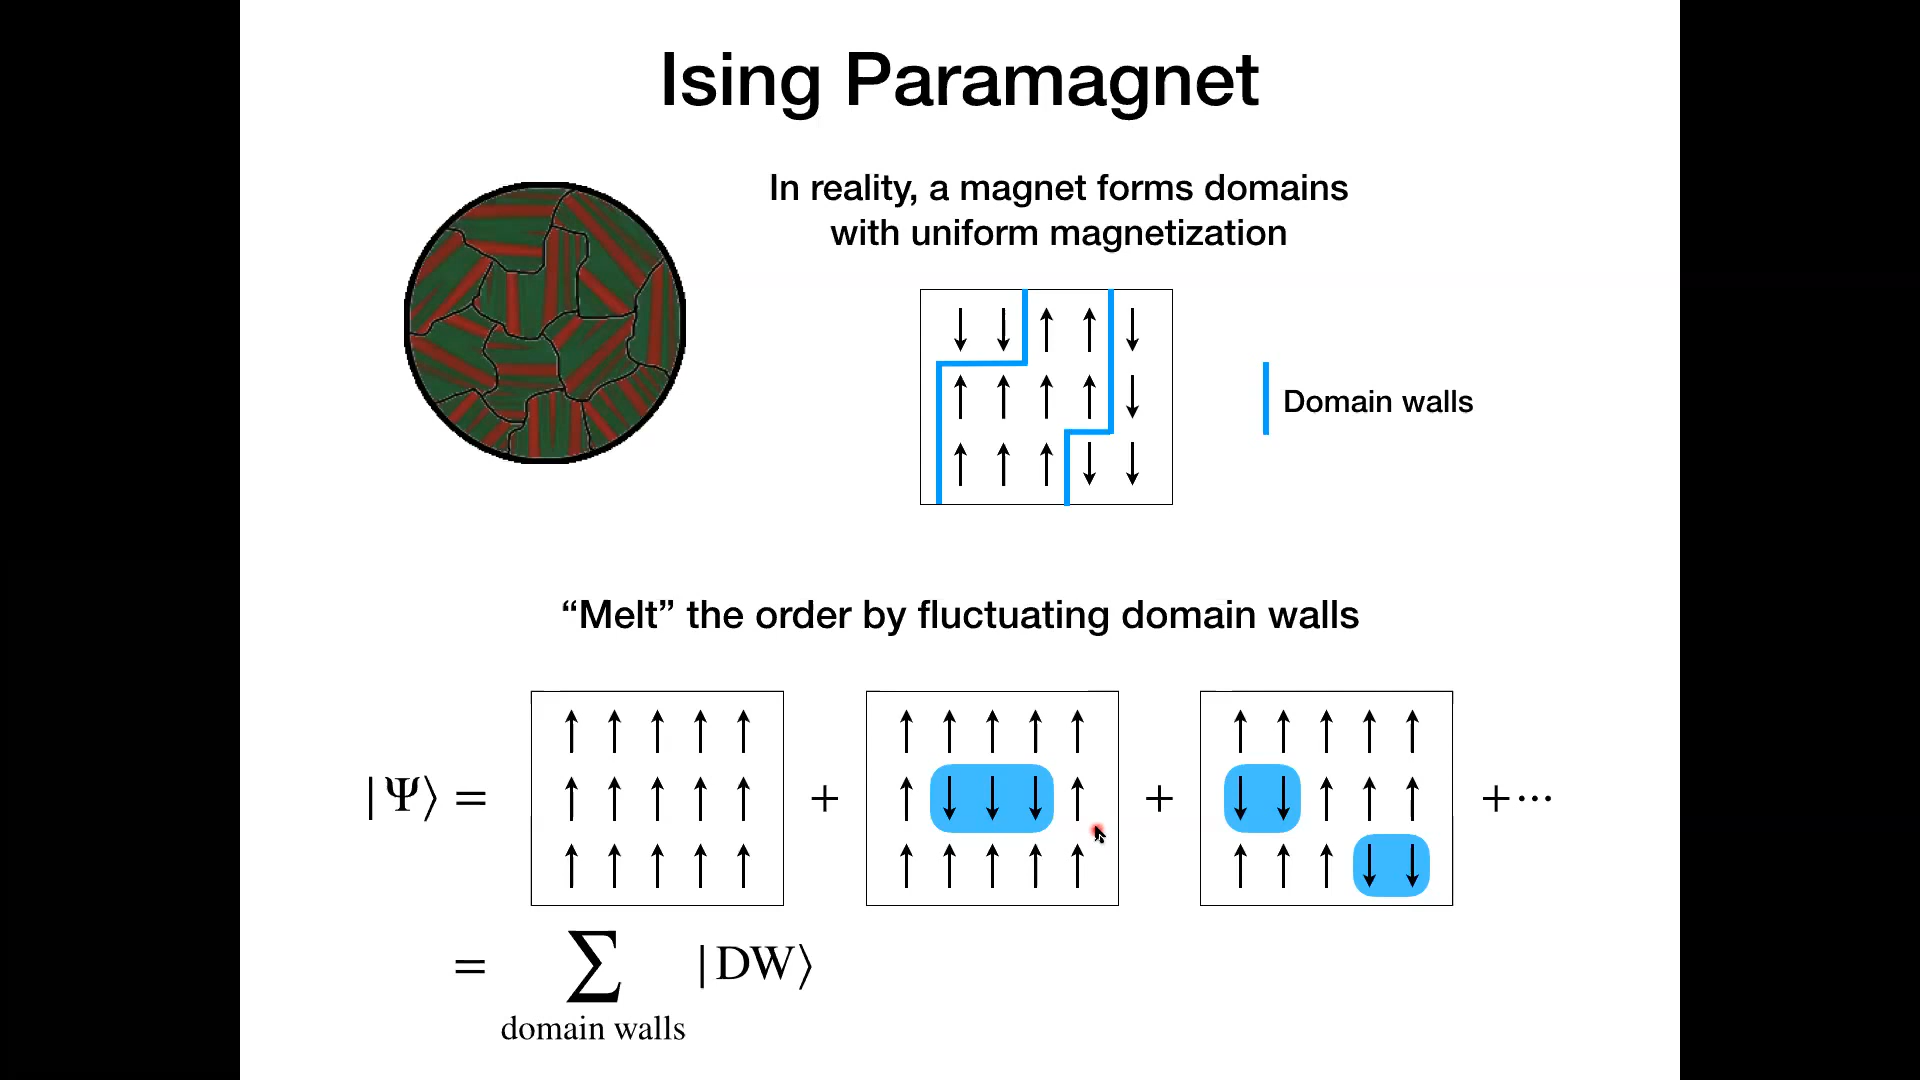 Ising Paramagnet
In reality, a magnet forms domains
with uniform magnetization
Domain walls
“Melt” the order by fluctuating domain walls
|Ψ⟩ = + + +⋯
= ∑ |DW⟩
domain walls